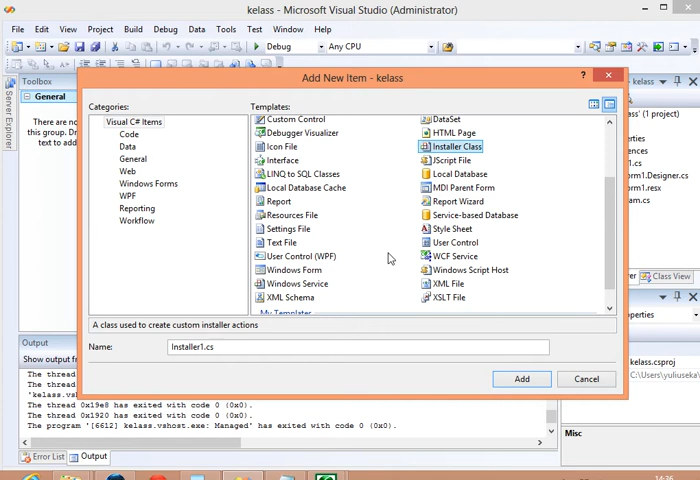 kelass - Microsoft Visual Studio (Administrator)
File Edit View Project Build Debug Data Tools Test Window Help
Debug Any CPU
Toolbox
General
There are no
this group. Drag
text to add
Server Explorer
Add New Item - kelass
Categories:
Visual C# Items
Code
Data
General
Web
Windows Forms
WPF
Reporting
Workflow
Templates:
Custom Control
Debugger Visualizer
Icon File
Interface
LINQ to SQL Classes
Local Database Cache
Report
Resources File
Settings File
Text File
User Control (WPF)
Windows Form
Windows Service
XML Schema
My Templates
DataSet
HTML Page
Installer Class
JScript File
Local Database
MDI Parent Form
Report Wizard
Service-based Database
Style Sheet
User Control
WCF Service
Windows Script Host
XML File
XSLT File
A class used to create custom installer actions
Name: Installer1.cs
Add Cancel
kelass
ass' (1 project)
erties
ences
1.cs
orm1.Designer.cs
orm1.resx
am.cs
rer Class View
operties
kelass.csproj
C:\Users\yuliuseka
Misc
Output
Show output from
The thread
The thread
'kelass.vsh
The thread 0x19e8 has exited with code 0 (0x0).
The thread 0x1920 has exited with code 0 (0x0).
The program '[6612] kelass.vshost.exe: Managed' has exited with code 0 (0x0).
Error List Output
14:36